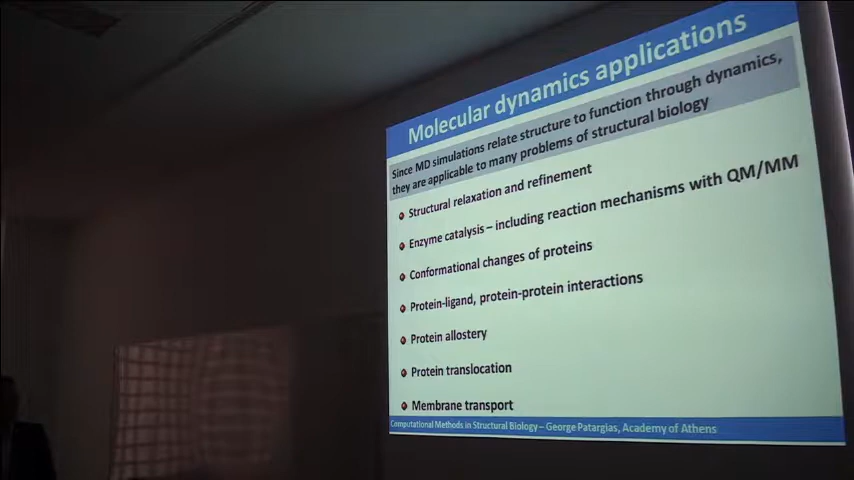 Molecular dynamics applications
Since MD simulations relate structure to function through dynamics,
they are applicable to many problems of structural biology
Structural relaxation and refinement
Enzyme catalysis – including reaction mechanisms with QM/MM
Conformational changes of proteins
Protein-ligand, protein-protein interactions
Protein allostery
Protein translocation
Membrane transport
Computational Methods in Structural Biology – George Patargias, Academy of Athens